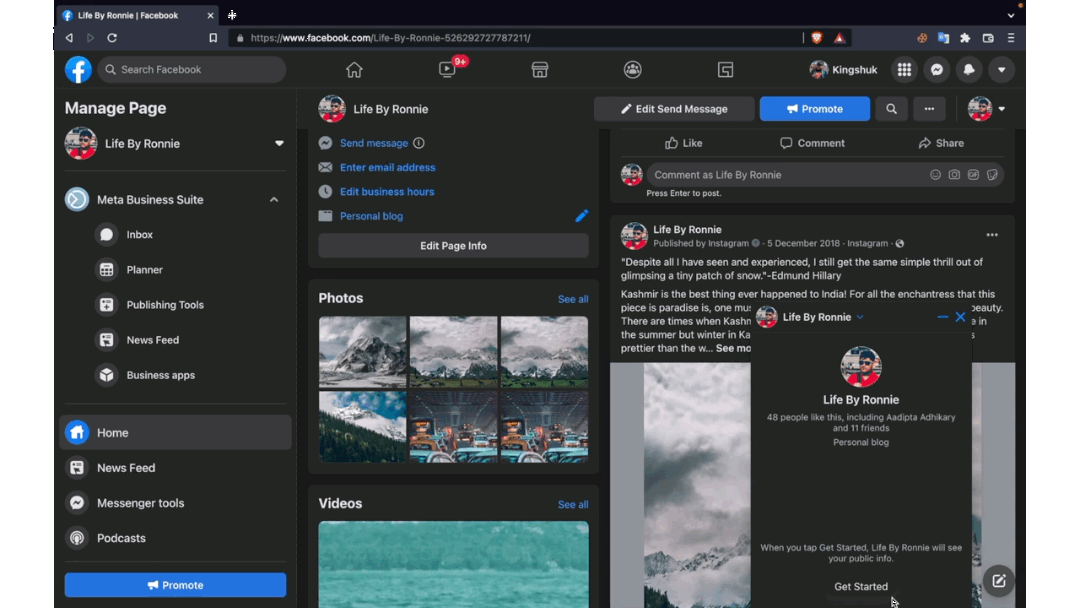 Life By Ronnie | Facebook
https://www.facebook.com/Life-By-Ronnie-526292727787211/
Search Facebook
9+
Kingshuk
Manage Page
Life By Ronnie
Meta Business Suite
Inbox
Planner
Publishing Tools
News Feed
Business apps
Home
News Feed
Messenger tools
Podcasts
Promote
Life By Ronnie
Edit Send Message
Promote
Send message
Enter email address
Edit business hours
Personal blog
Edit Page Info
Photos
See all
Videos
See all
Like
Comment
Share
Comment as Life By Ronnie
Press Enter to post.
Life By Ronnie
Published by Instagram · 5 December 2018 · Instagram ·
"Despite all I have seen and experienced, I still get the same simple thrill out of
glimpsing a tiny patch of snow."-Edmund Hillary
Kashmir is the best thing ever happened to India! For all the enchantress that this
piece is paradise is, one mus
beauty.
There are times when Kashm
e in
the summer but winter in Ka
s
prettier than the w... See mo
Life By Ronnie
Life By Ronnie
48 people like this, including Aadipta Adhikary
and 11 friends
Personal blog
When you tap Get Started, Life By Ronnie will see
your public info.
Get Started